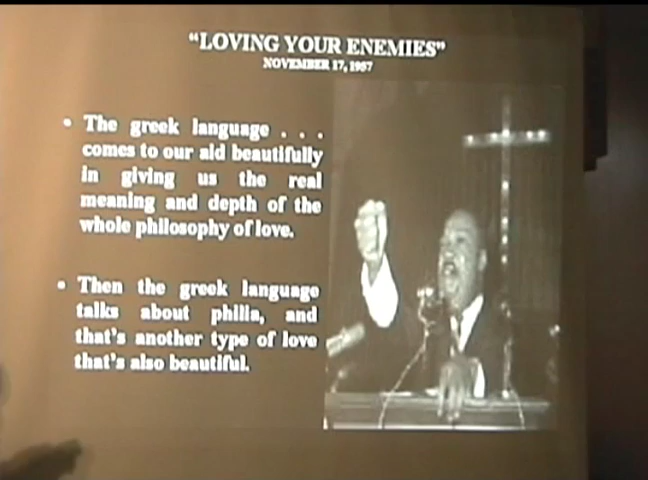 “LOVING YOUR ENEMIES”
NOVEMBER 17, 1957
• The greek language . . .
comes to our aid beautifully
in giving us the real
meaning and depth of the
whole philosophy of love.
• Then the greek language
talks about philia, and
that's another type of love
that's also beautiful.